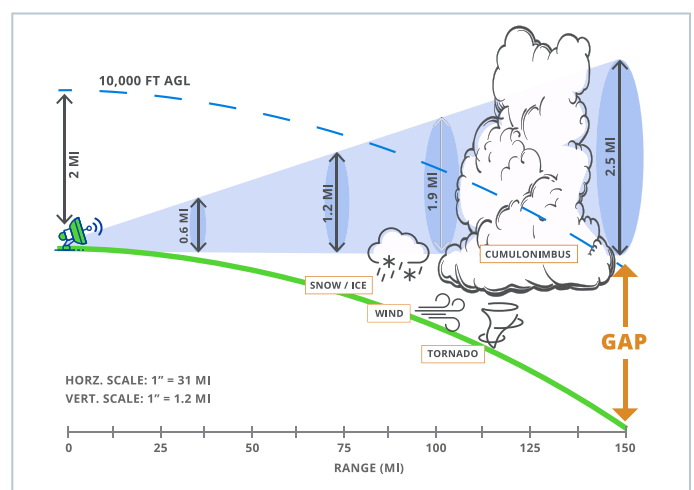 10,000 FT AGL
2 MI
0.6 MI
1.2 MI
1.9 MI
2.5 MI
CUMULONIMBUS
SNOW / ICE
WIND
TORNADO
GAP
HORZ. SCALE: 1” = 31 MI
VERT. SCALE: 1” = 1.2 MI
0 25 50 75 100 125 150
RANGE (MI)